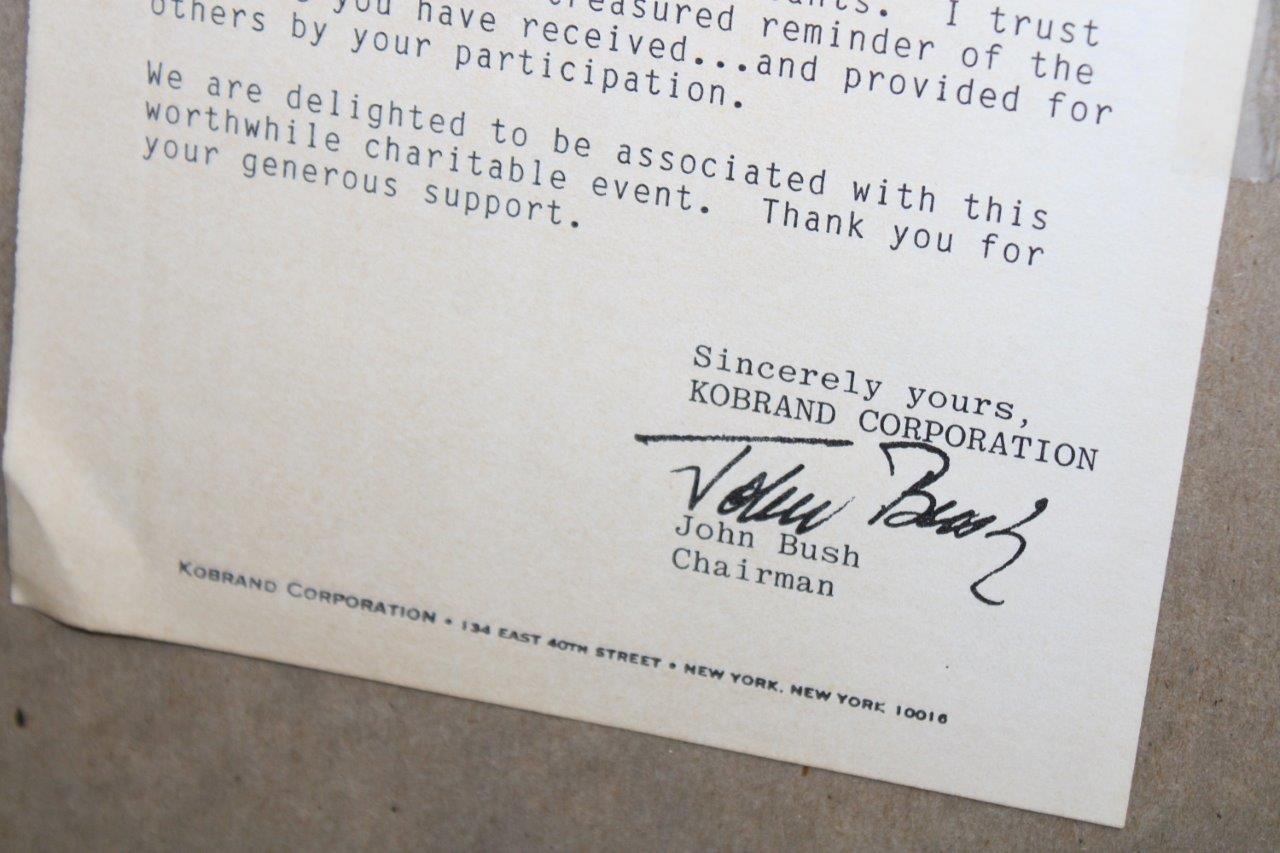 I trust
you have received...and provided for reminder of the
others by your participation.
We are delighted to be associated with this
worthwhile charitable event. Thank you for
your generous support.
Sincerely yours,
KOBRAND CORPORATION
John Bush
John Bush
Chairman
KOBRAND CORPORATION • 134 EAST 40TH STREET • NEW YORK, NEW YORK 10016